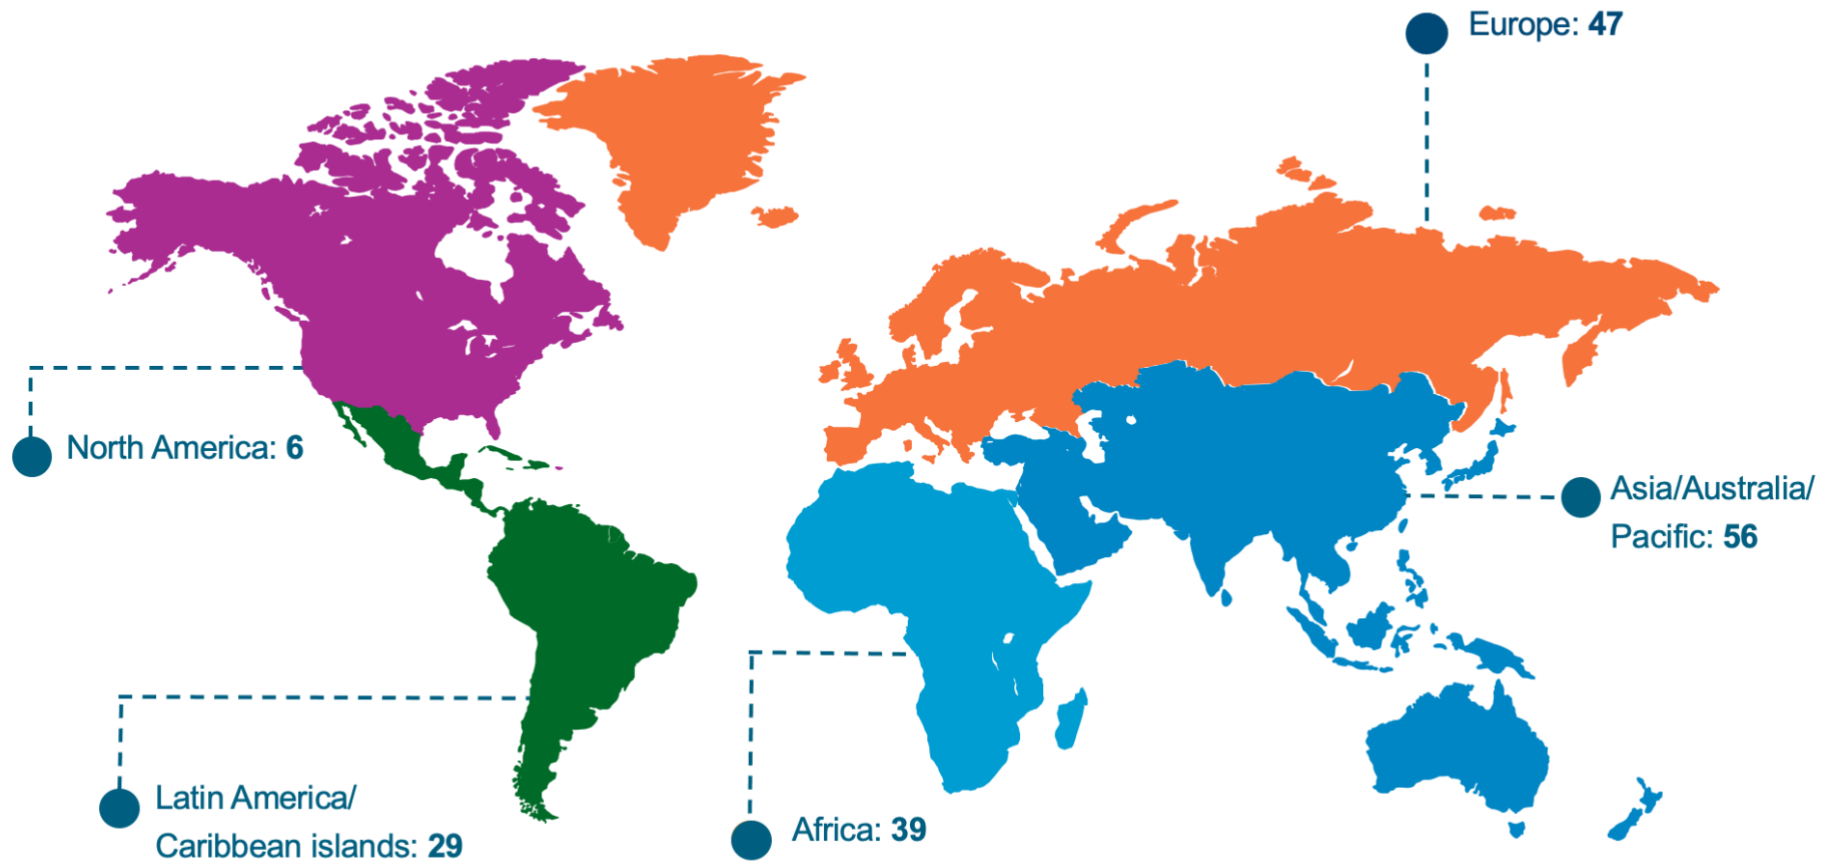 Europe: 47
North America: 6
Asia/Australia/
Pacific: 56
Latin America/
Caribbean islands: 29
Africa: 39